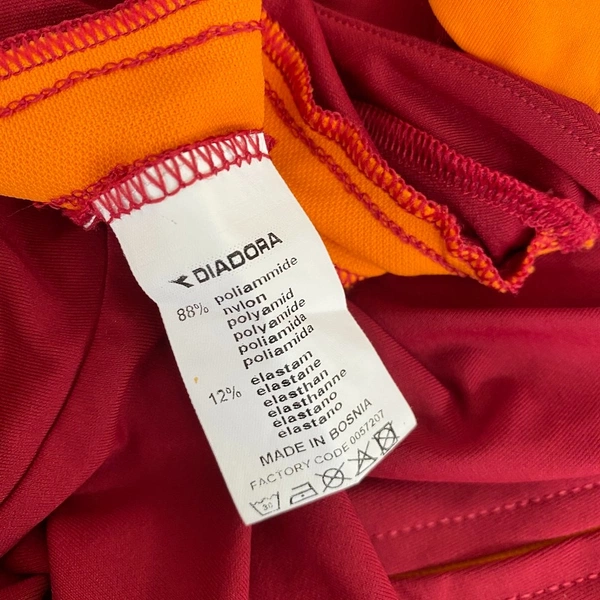 DIADORA
88% poliammide
nylon
polyamid
polyamide
poliamida
poliamida
12% elastam
elastane
elasthan
elasthanne
elastano
elastano
MADE IN BOSNIA
FACTORY CODE 0057207
30